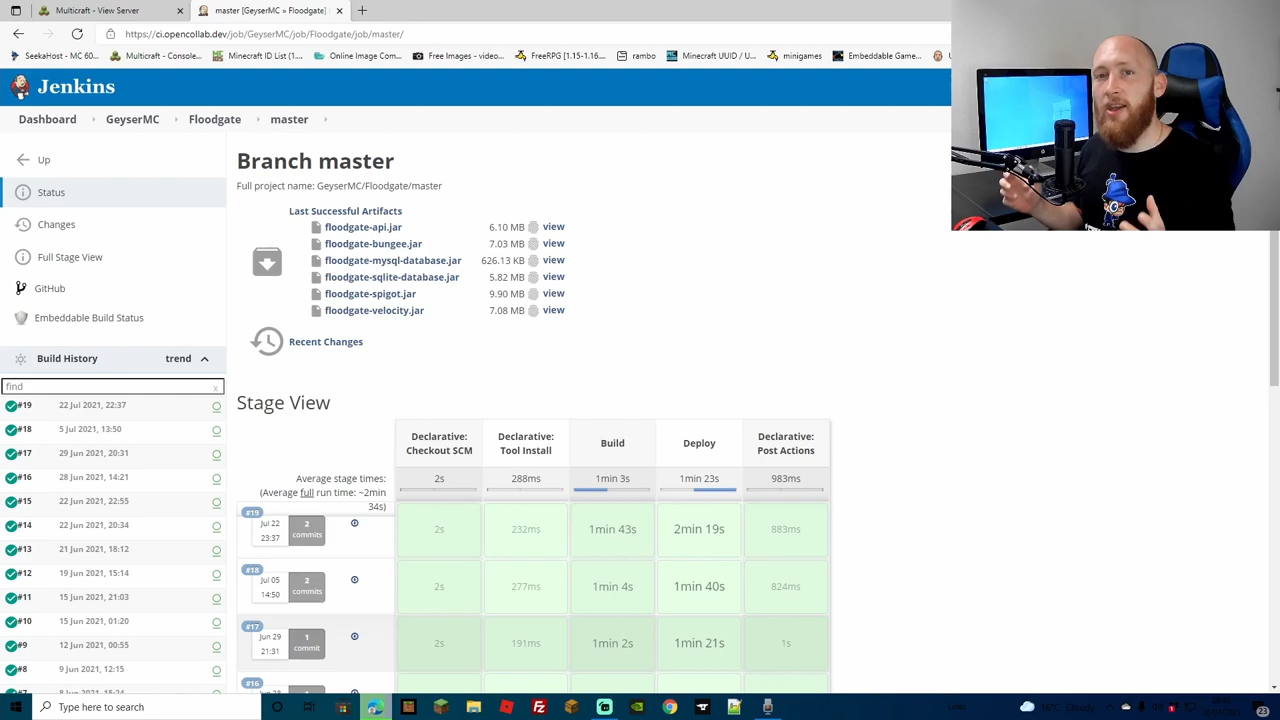 Multicraft - View Server
master [GeyserMC » Floodgate] [
https://ci.opencollab.dev/job/GeyserMC/job/Floodgate/job/master/
SeekaHost - MC 60...
Multicraft - Console...
Minecraft ID List (1...
Online Image Com...
Free Images - video...
FreeRPG [1.15-1.16...
rambo
Minecraft UUID / U...
minigames
Embeddable Game...
Jenkins
Dashboard
GeyserMC
Floodgate
master
Up
Status
Changes
Full Stage View
GitHub
Embeddable Build Status
Build History
trend
find
x
#19 22 Jul 2021, 22:37
#18 5 Jul 2021, 13:50
#17 29 Jun 2021, 20:31
#16 28 Jun 2021, 14:21
#15 22 Jun 2021, 22:55
#14 22 Jun 2021, 20:34
#13 21 Jun 2021, 18:12
#12 19 Jun 2021, 15:14
#11 15 Jun 2021, 21:03
#10 15 Jun 2021, 01:20
#9 12 Jun 2021, 00:55
#8 9 Jun 2021, 12:15
Branch master
Full project name: GeyserMC/Floodgate/master
Last Successful Artifacts
floodgate-api.jar 6.10 MB view
floodgate-bungee.jar 7.03 MB view
floodgate-mysql-database.jar 626.13 KB view
floodgate-sqlite-database.jar 5.82 MB view
floodgate-spigot.jar 9.90 MB view
floodgate-velocity.jar 7.08 MB view
Recent Changes
Stage View
Declarative: Checkout SCM
Declarative: Tool Install
Build
Deploy
Declarative: Post Actions
Average stage times:
(Average full run time: ~2min
34s)
2s 288ms 1min 3s 1min 23s 983ms
#19
Jul 22 23:37
2 commits
2s 232ms 1min 43s 2min 19s 883ms
#18
Jul 05 14:50
2 commits
2s 277ms 1min 4s 1min 40s 824ms
#17
Jun 29 21:31
1 commit
2s 191ms 1min 2s 1min 21s 1s
#16
Type here to search
Links
16°C Cloudy
23